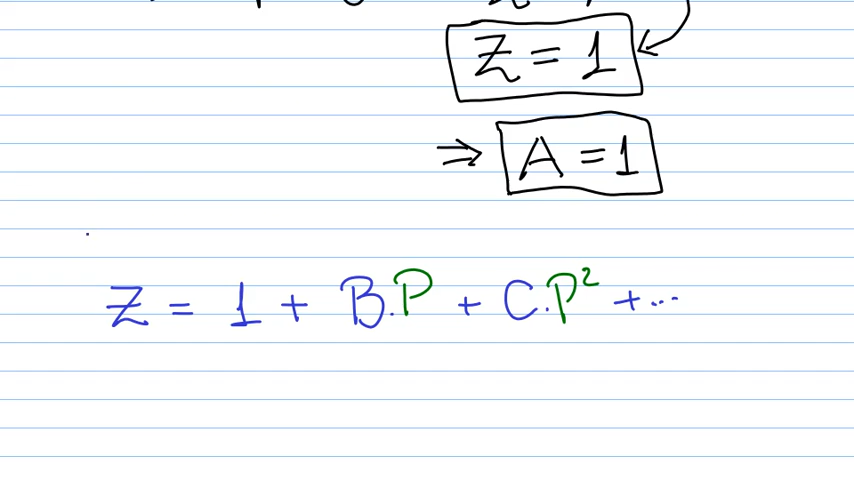 Z = 1
⇒ A = 1
Z = 1 + B.P + C.P² + ...